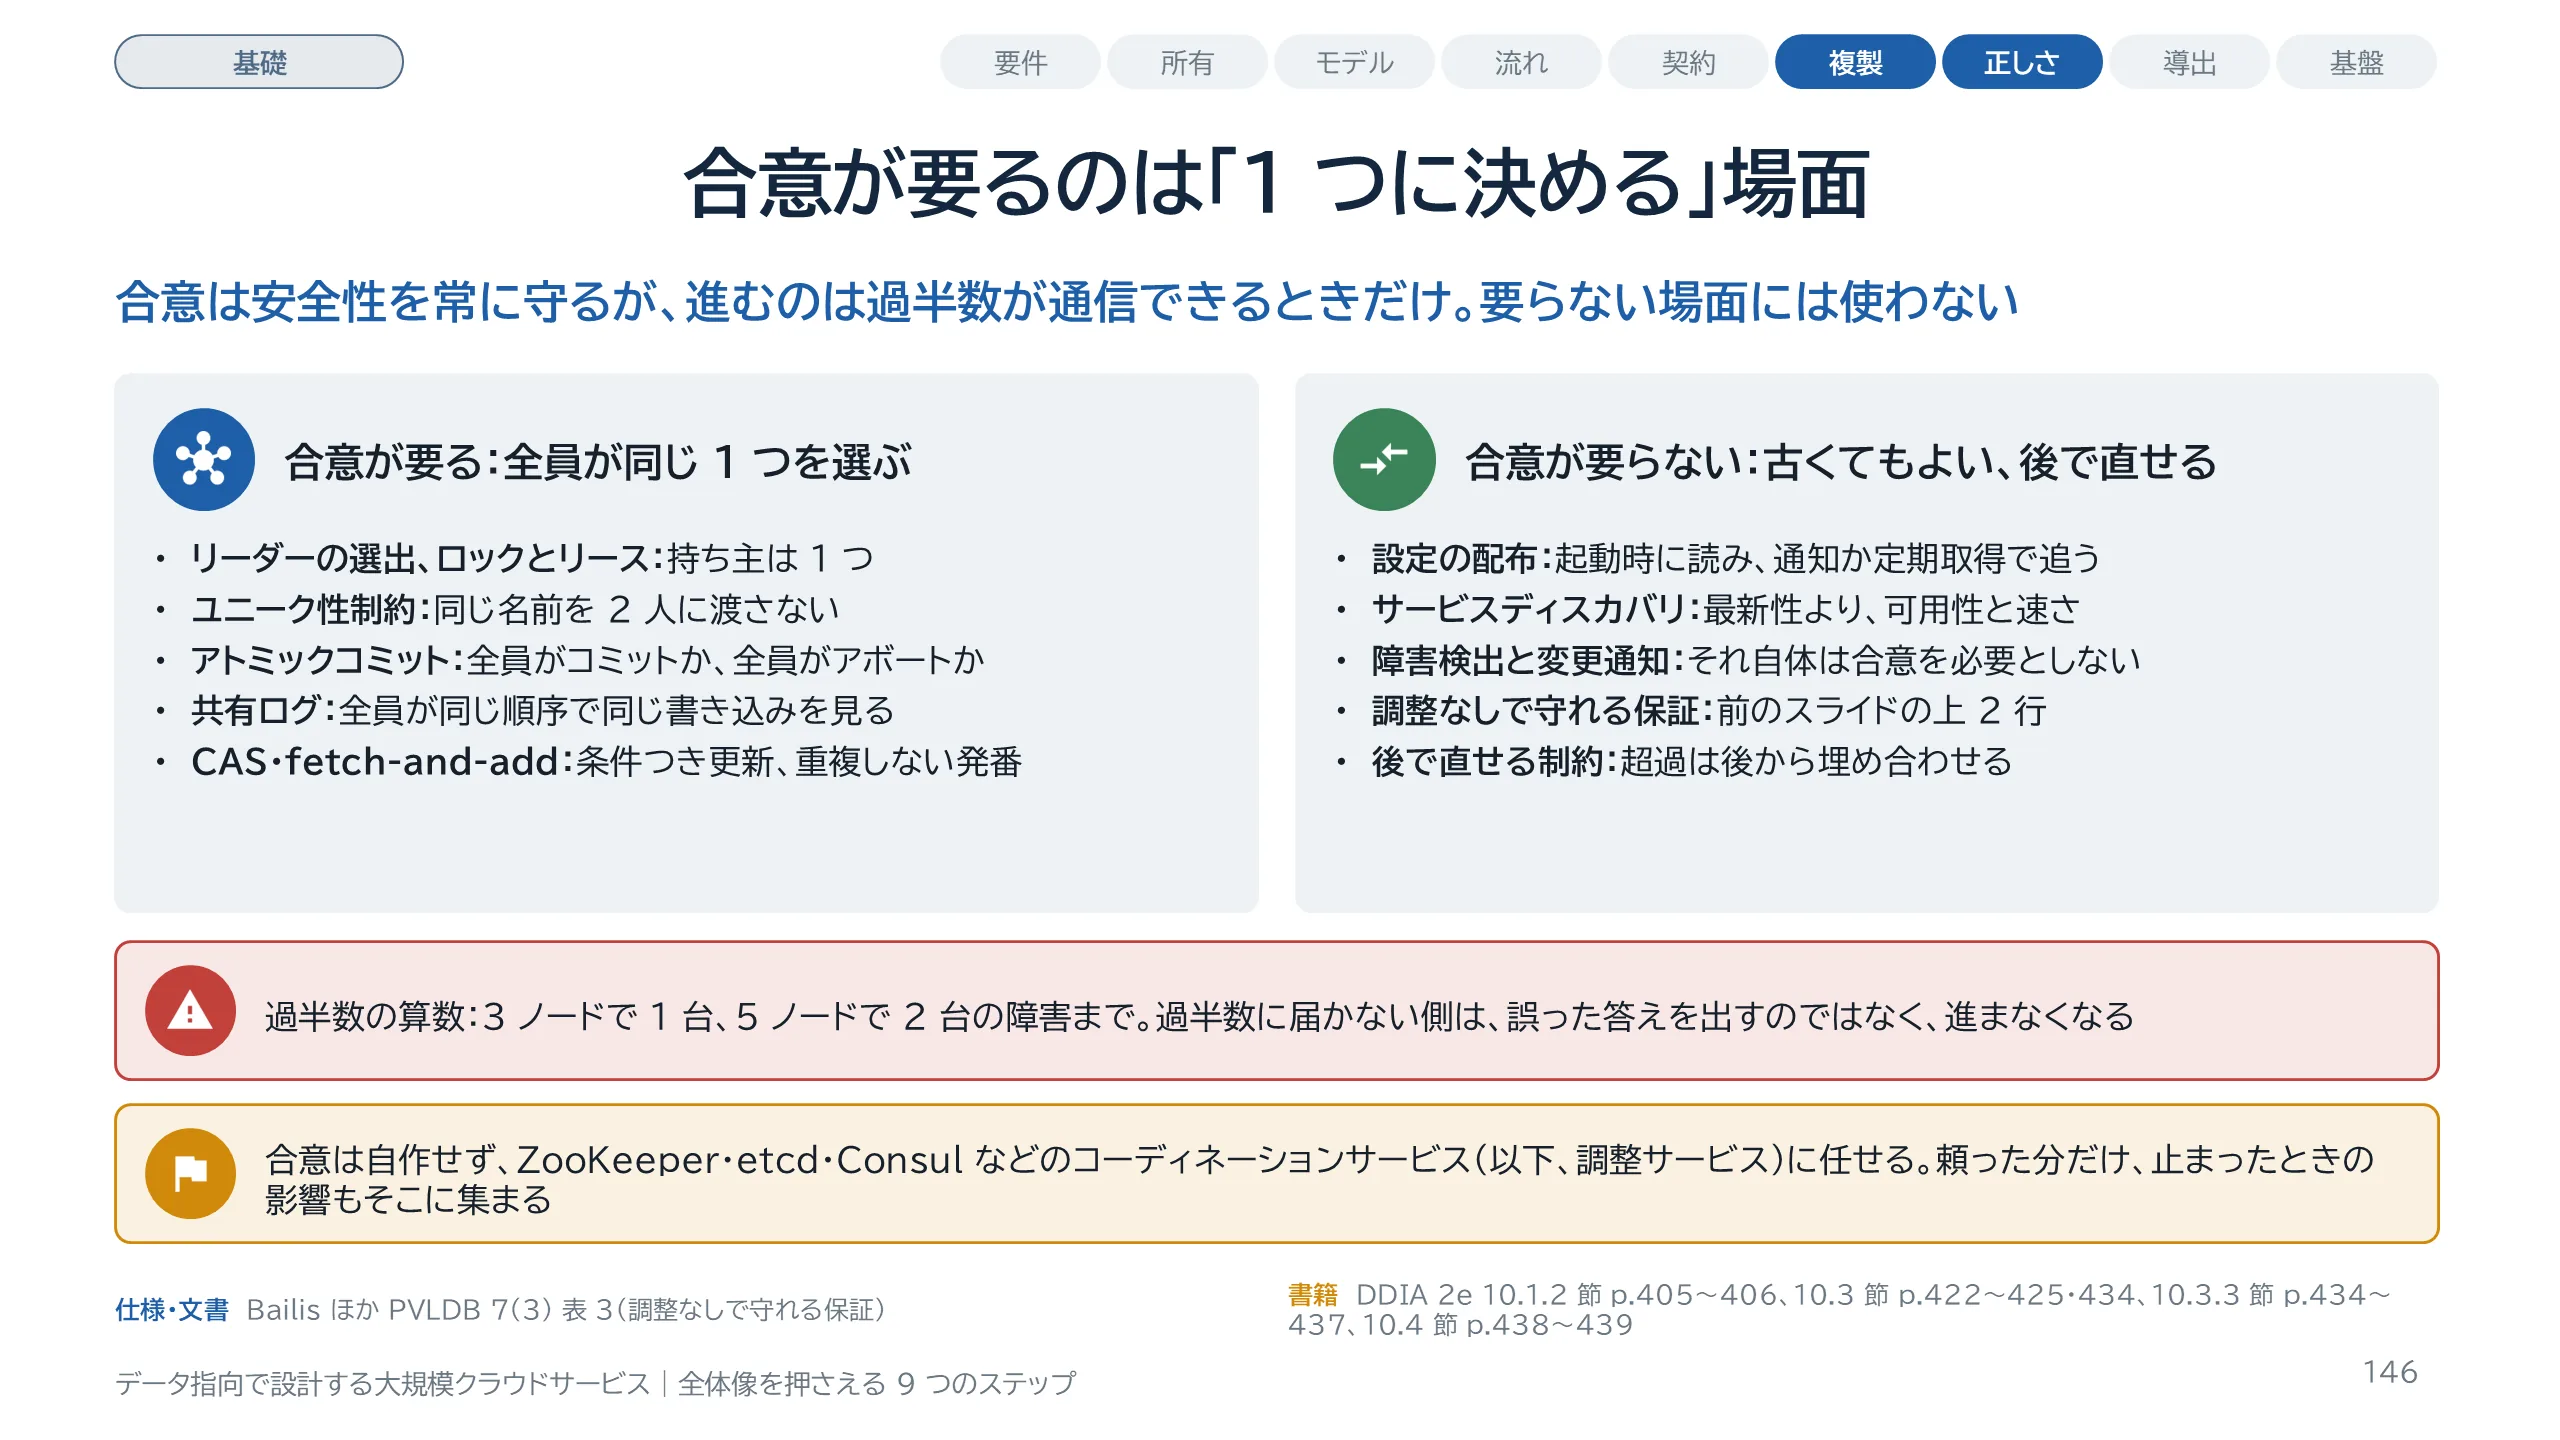 基礎
要件
所有
モデル
流れ
契約
複製
正しさ
導出
基盤
合意が要るのは「1 つに決める」場面
合意は安全性を常に守るが、進むのは過半数が通信できるときだけ。要らない場面には使わない
合意が要る：全員が同じ 1 つを選ぶ
・ リーダーの選出、ロックとリース：持ち主は 1 つ
・ ユニーク性制約：同じ名前を 2 人に渡さない
・ アトミックコミット：全員がコミットか、全員がアボートか
・ 共有ログ：全員が同じ順序で同じ書き込みを見る
・ CAS・fetch-and-add：条件つき更新、重複しない発番
合意が要らない：古くてもよい、後で直せる
・ 設定の配布：起動時に読み、通知か定期取得で追う
・ サービスディスカバリ：最新性より、可用性と速さ
・ 障害検出と変更通知：それ自体は合意を必要としない
・ 調整なしで守れる保証：前のスライドの上 2 行
・ 後で直せる制約：超過は後から埋め合わせる
過半数の算数：3 ノードで 1 台、5 ノードで 2 台の障害まで。過半数に届かない側は、誤った答えを出すのではなく、進まなくなる
合意は自作せず、ZooKeeper・etcd・Consul などのコーディネーションサービス（以下、調整サービス）に任せる。頼った分だけ、止まったときの
影響もそこに集まる
仕様・文書 Bailis ほか PVLDB 7(3) 表 3（調整なしで守れる保証）
書籍 DDIA 2e 10.1.2 節 p.405～406、10.3 節 p.422～425・434、10.3.3 節 p.434～
437、10.4 節 p.438～439
データ指向で設計する大規模クラウドサービス｜全体像を押さえる 9 つのステップ
146